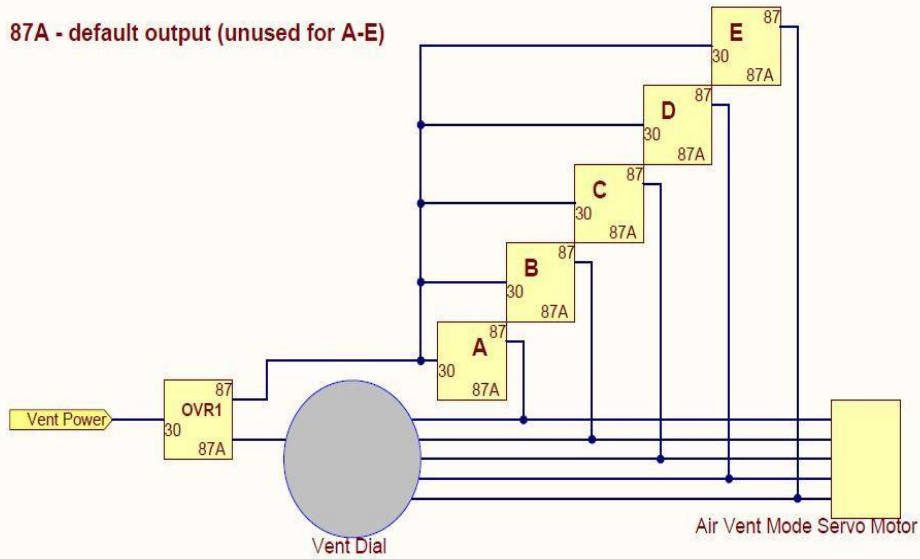 87A - default output (unused for A-E)
87
E
30
87A
87
D
30
87A
87
C
30
87A
87
B
30
87A
87
A
30
87A
87
OVR1
Vent Power
30
87A
Air Vent Mode Servo Motor
Vent Dial